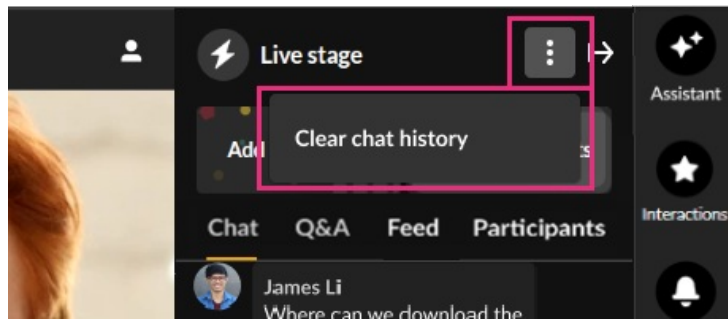 Live stage
Assistant
Clear chat history
Chat Q&A Feed Participants
Interactions
James Li
Where can we download the